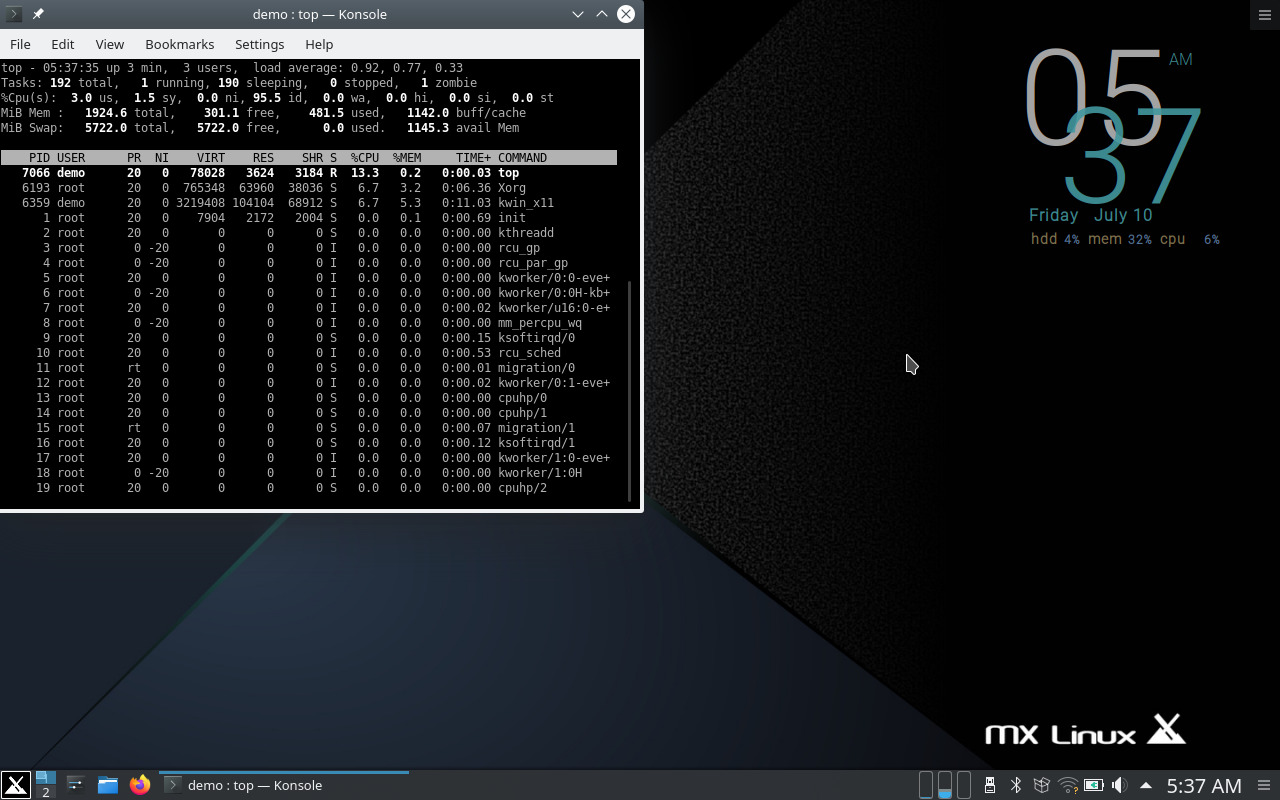 demo : top — Konsole
File Edit View Bookmarks Settings Help
top - 05:37:35 up 3 min,  3 users,  load average: 0.92, 0.77, 0.33
Tasks: 192 total,   1 running, 190 sleeping,   0 stopped,   1 zombie
%Cpu(s):  3.0 us,  1.5 sy,  0.0 ni, 95.5 id,  0.0 wa,  0.0 hi,  0.0 si,  0.0 st
MiB Mem :   1924.6 total,    301.1 free,    481.5 used,   1142.0 buff/cache
MiB Swap:   5722.0 total,   5722.0 free,      0.0 used.   1145.3 avail Mem
PID USER PR NI VIRT RES SHR S %CPU %MEM TIME+ COMMAND
7066 demo 20 0 78028 3624 3184 R 13.3 0.2 0:00.03 top
6193 root 20 0 765348 63960 38036 S 6.7 3.2 0:06.36 Xorg
6359 demo 20 0 3219408 104104 68912 S 6.7 5.3 0:11.03 kwin_x11
1 root 20 0 7904 2172 2004 S 0.0 0.1 0:00.69 init
2 root 20 0 0 0 0 S 0.0 0.0 0:00.00 kthreadd
3 root 0 -20 0 0 0 I 0.0 0.0 0:00.00 rcu_gp
4 root 0 -20 0 0 0 I 0.0 0.0 0:00.00 rcu_par_gp
5 root 20 0 0 0 0 I 0.0 0.0 0:00.00 kworker/0:0-eve+
6 root 0 -20 0 0 0 I 0.0 0.0 0:00.00 kworker/0:0H-kb+
7 root 20 0 0 0 0 I 0.0 0.0 0:00.02 kworker/u16:0-e+
8 root 0 -20 0 0 0 I 0.0 0.0 0:00.00 mm_percpu_wq
9 root 20 0 0 0 0 S 0.0 0.0 0:00.15 ksoftirqd/0
10 root 20 0 0 0 0 I 0.0 0.0 0:00.53 rcu_sched
11 root rt 0 0 0 0 S 0.0 0.0 0:00.01 migration/0
12 root 20 0 0 0 0 I 0.0 0.0 0:00.02 kworker/0:1-eve+
13 root 20 0 0 0 0 S 0.0 0.0 0:00.00 cpuhp/0
14 root 20 0 0 0 0 S 0.0 0.0 0:00.00 cpuhp/1
15 root rt 0 0 0 0 S 0.0 0.0 0:00.07 migration/1
16 root 20 0 0 0 0 S 0.0 0.0 0:00.12 ksoftirqd/1
17 root 20 0 0 0 0 I 0.0 0.0 0:00.00 kworker/1:0-eve+
18 root 0 -20 0 0 0 I 0.0 0.0 0:00.00 kworker/1:0H
19 root 20 0 0 0 0 S 0.0 0.0 0:00.00 cpuhp/2
05 AM
37
Friday July 10
hdd 4% mem 32% cpu 6%
MX Linux
2
demo : top — Konsole
5:37 AM